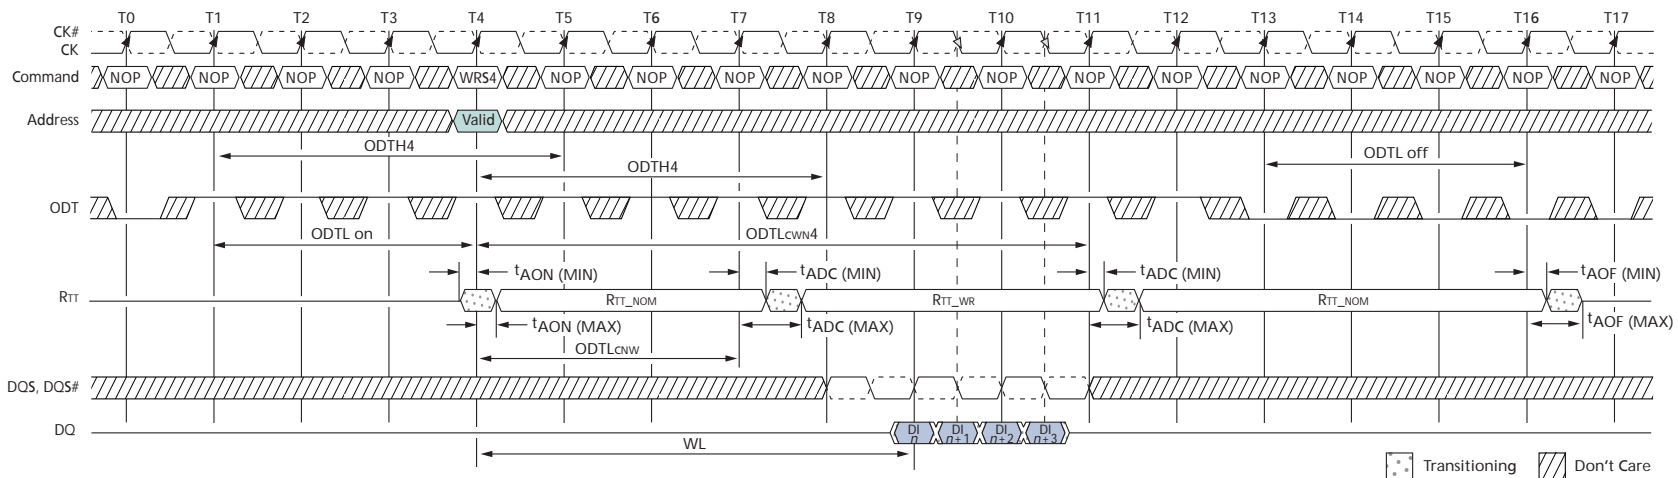 T0 T1 T2 T3 T4 T5 T6 T7 T8 T9 T10 T11 T12 T13 T14 T15 T16 T17
CK#
CK
Command NOP NOP NOP NOP WRS4 NOP NOP NOP NOP NOP NOP NOP NOP NOP NOP NOP NOP NOP
Address Valid
ODTH4 ODTL off
ODTH4
ODT
ODTL on ODTLCWN4
tAON (MIN) tADC (MIN) tADC (MIN) tAOF (MIN)
RTT RTT_NOM RTT_WR RTT_NOM
tAON (MAX) tADC (MAX) tADC (MAX) tAOF (MAX)
ODTLCNW
DQS, DQS#
DQ DI n DI n + 1 DI n + 2 DI n + 3
WL
Transitioning Don't Care